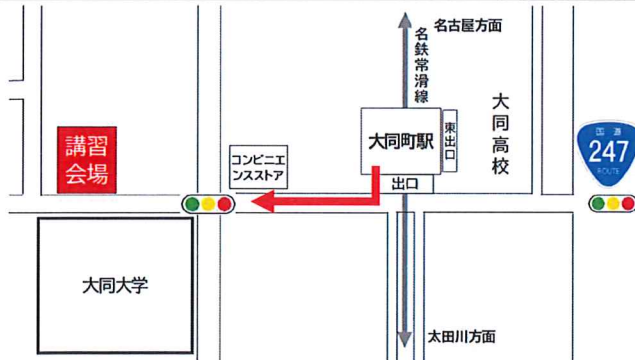 名古屋方面
名鉄常滑線
大同高校
国道
247
ROUTE
講習
会場
コンビニエ
ンスストア
大同町駅
東出口
出口
大同大学
太田川方面